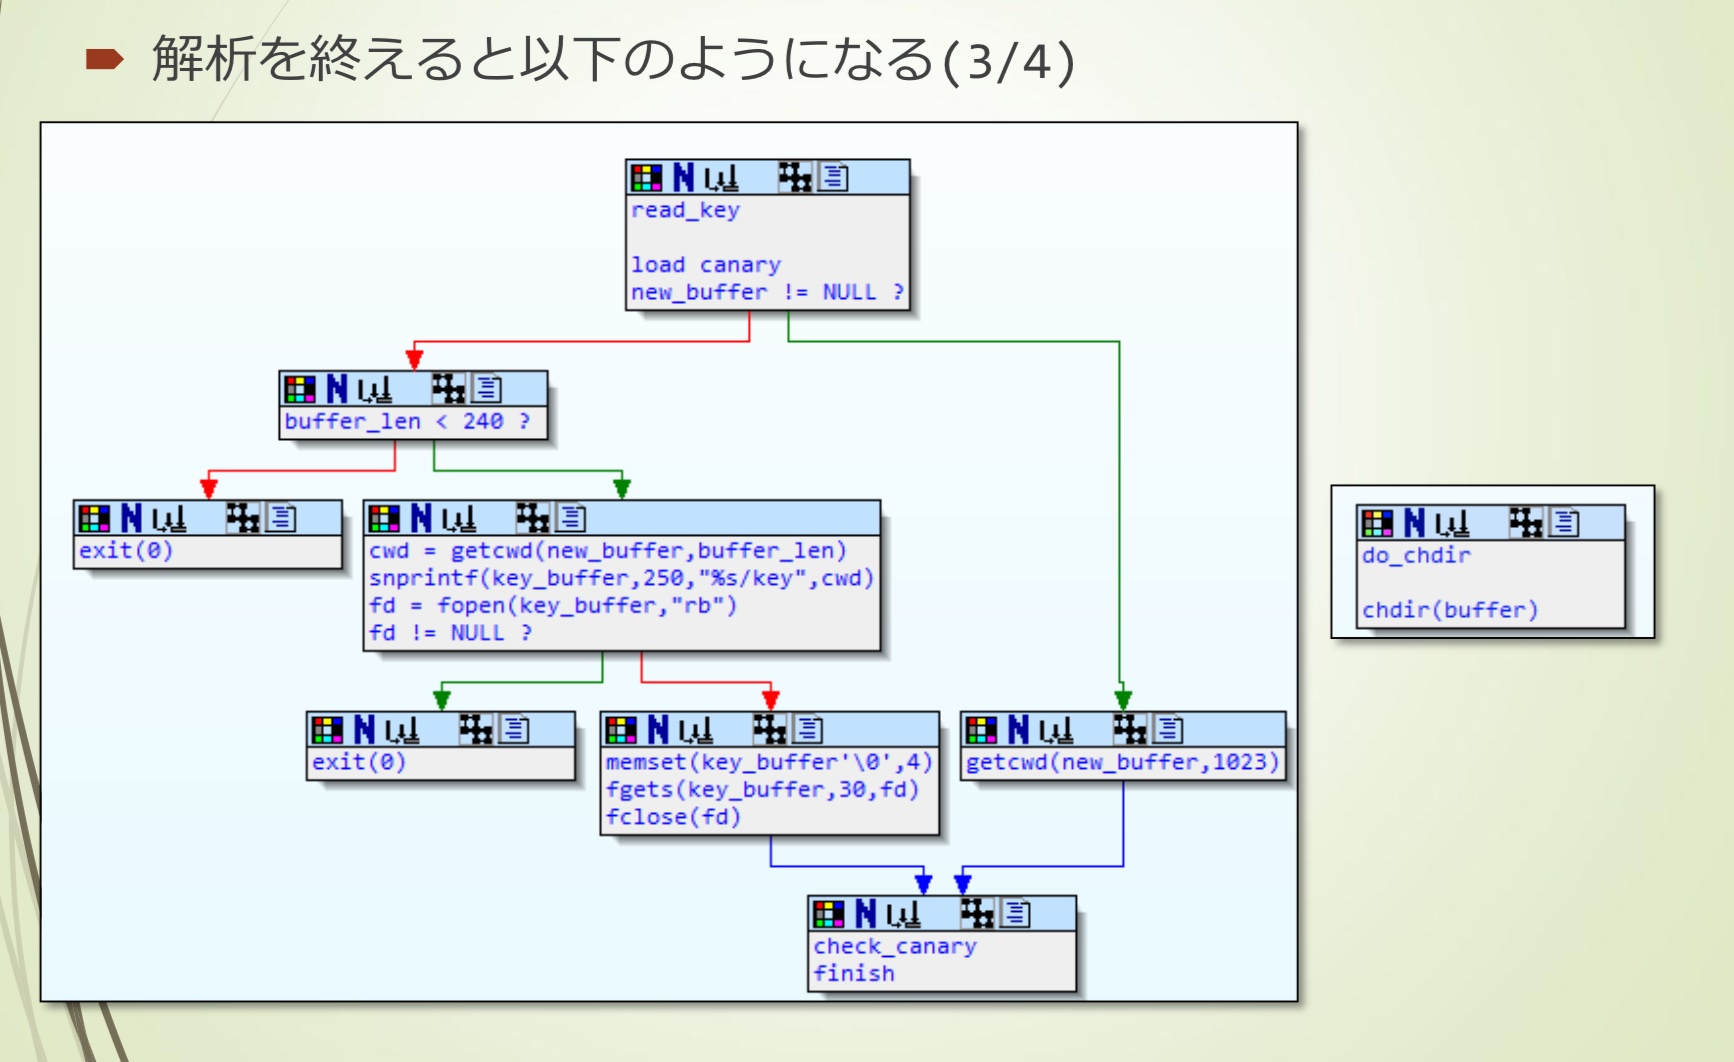 解析を終えると以下のようになる(3/4)
read_key
load canary
new_buffer != NULL ?
buffer_len < 240 ?
exit(0)
cwd = getcwd(new_buffer,buffer_len)
snprintf(key_buffer,250,"%s/key",cwd)
fd = fopen(key_buffer,"rb")
fd != NULL ?
do_chdir
chdir(buffer)
exit(0)
memset(key_buffer'\0',4)
fgets(key_buffer,30,fd)
fclose(fd)
getcwd(new_buffer,1023)
check_canary
finish